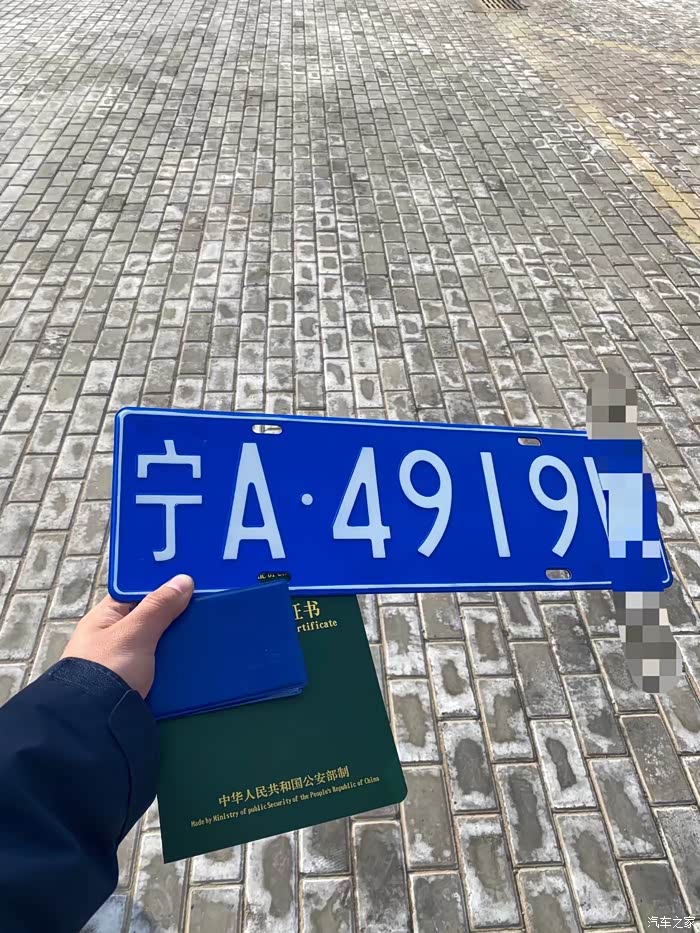 宁A·4919
证书
ertificate
中华人民共和国公安部制
Made by Ministry of public Security of the People's Republic of China
汽车之家